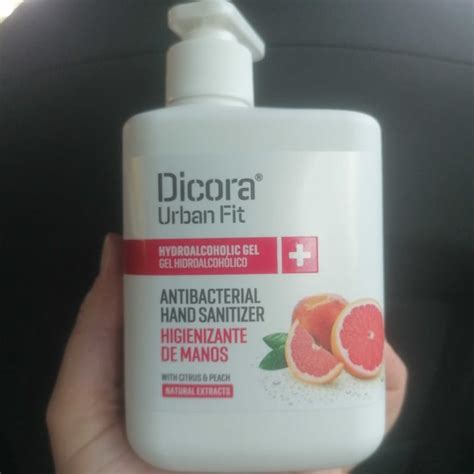 Dicora®
Urban Fit
HYDROALCOHOLIC GEL
GEL HIDROALCOHÓLICO
ANTIBACTERIAL
HAND SANITIZER
HIGIENIZANTE
DE MANOS
WITH CITRUS & PEACH
NATURAL EXTRACTS